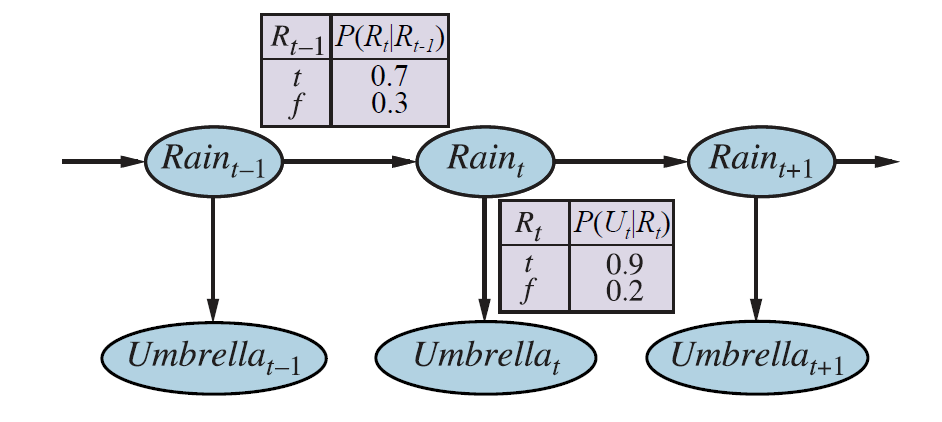 R_{t–1} P(R_t|R_{t-1})
t 0.7
f 0.3
Rain_{t–1} Rain_t Rain_{t+1}
R_t P(U_t|R_t)
t 0.9
f 0.2
Umbrella_{t–1} Umbrella_t Umbrella_{t+1}